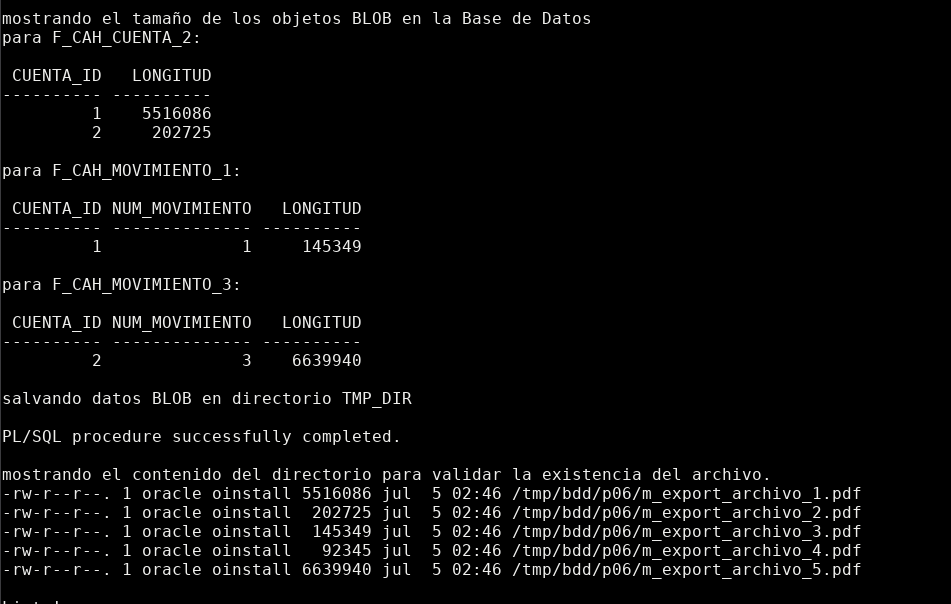 mostrando el tamaño de los objetos BLOB en la Base de Datos
para F_CAH_CUENTA_2:
CUENTA_ID   LONGITUD
---------- ----------
1    5516086
2     202725
para F_CAH_MOVIMIENTO_1:
CUENTA_ID NUM_MOVIMIENTO   LONGITUD
---------- -------------- ----------
1              1     145349
para F_CAH_MOVIMIENTO_3:
CUENTA_ID NUM_MOVIMIENTO   LONGITUD
---------- -------------- ----------
2              3    6639940
salvando datos BLOB en directorio TMP_DIR
PL/SQL procedure successfully completed.
mostrando el contenido del directorio para validar la existencia del archivo.
-rw-r--r--. 1 oracle oinstall 5516086 jul  5 02:46 /tmp/bdd/p06/m_export_archivo_1.pdf
-rw-r--r--. 1 oracle oinstall  202725 jul  5 02:46 /tmp/bdd/p06/m_export_archivo_2.pdf
-rw-r--r--. 1 oracle oinstall  145349 jul  5 02:46 /tmp/bdd/p06/m_export_archivo_3.pdf
-rw-r--r--. 1 oracle oinstall   92345 jul  5 02:46 /tmp/bdd/p06/m_export_archivo_4.pdf
-rw-r--r--. 1 oracle oinstall 6639940 jul  5 02:46 /tmp/bdd/p06/m_export_archivo_5.pdf